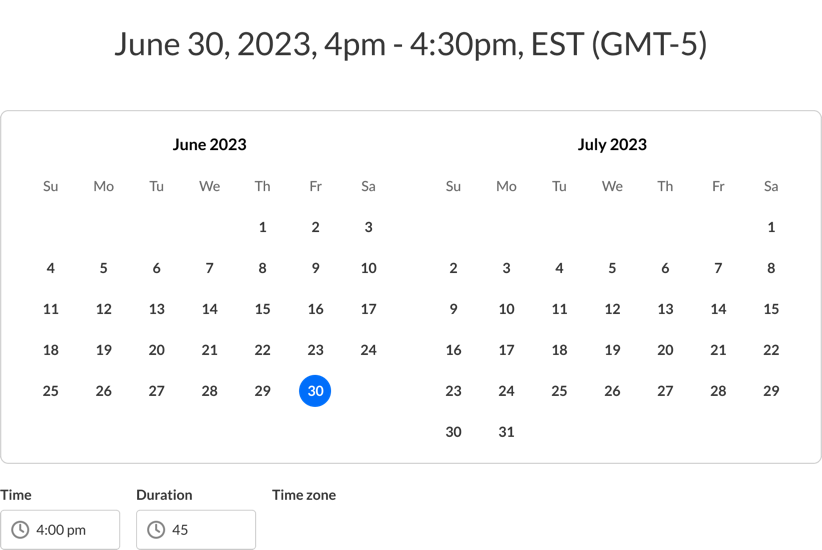 June 30, 2023, 4pm - 4:30pm, EST (GMT-5)
June 2023 July 2023
Su Mo Tu We Th Fr Sa Su Mo Tu We Th Fr Sa
1 2 3 1
4 5 6 7 8 9 10 2 3 4 5 6 7 8
11 12 13 14 15 16 17 9 10 11 12 13 14 15
18 19 20 21 22 23 24 16 17 18 19 20 21 22
25 26 27 28 29 30 23 24 25 26 27 28 29
30 31
Time Duration Time zone
4:00 pm 45